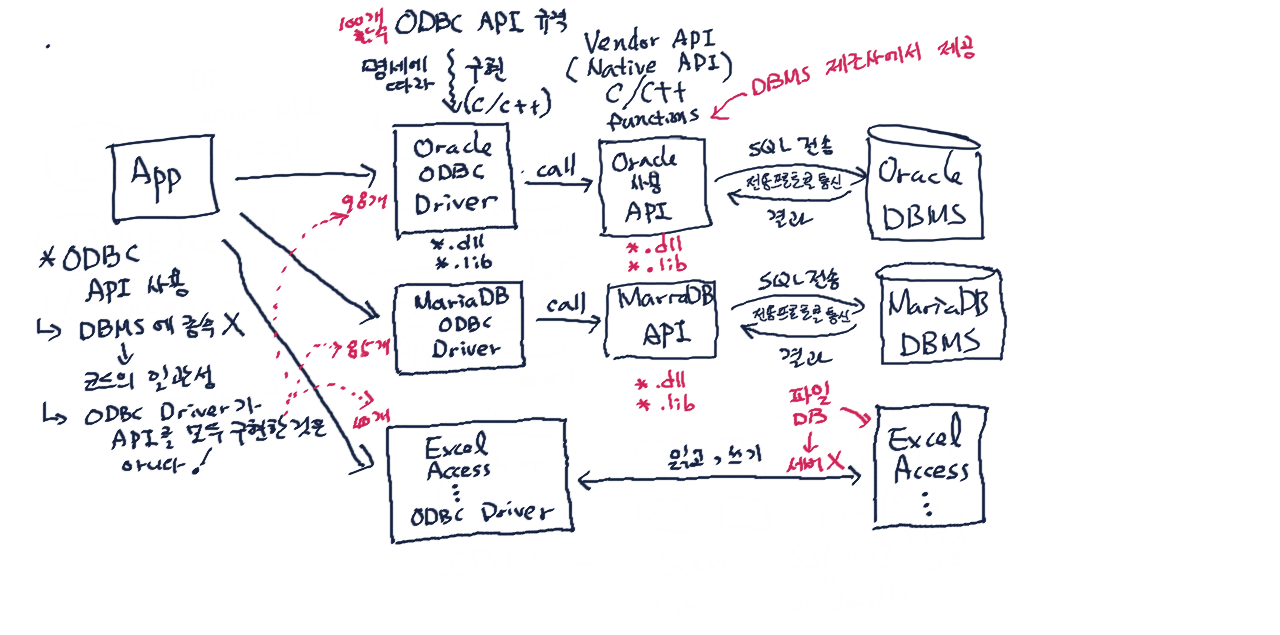 100개 함수
ODBC API 규격
명세에
따라
구현
(C/C++)
Vendor API
(Native API)
C/C++
functions
DBMS 제조사에서 제공
App
Oracle
ODBC
Driver
*.dll
*.lib
98개
call
Oracle
사용
API
*.dll
*.lib
SQL 전송
전용프로토콜 통신
결과
Oracle
DBMS
* ODBC
API 사용
↳ DBMS에 종속 X
↓
코드의 일관성
↳ ODBC Driver가
API를 모두 구현한 것은
아니다!
MariaDB
ODBC
Driver
85개
call
MariaDB
API
*.dll
*.lib
SQL 전송
전용프로토콜 통신
결과
MariaDB
DBMS
Excel
Access
⋮
ODBC Driver
읽고, 쓰기
파일
DB
↓
서버 X
Excel
Access
⋮